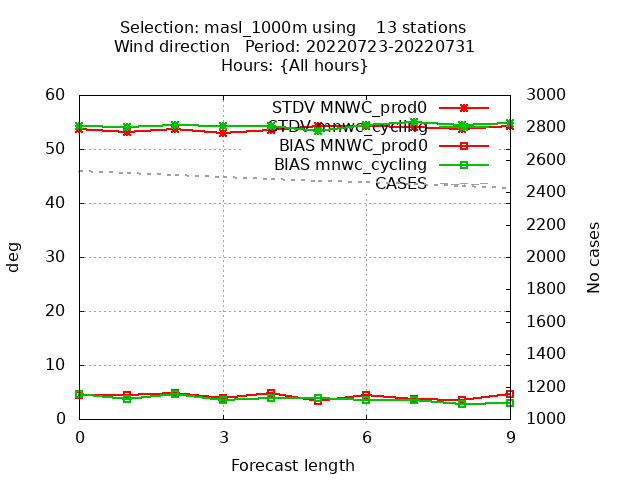 Selection: masl_1000m using    13 stations
Wind direction   Period: 20220723-20220731
Hours: {All hours}
60
50
40
30
20
10
0
deg
3000
2800
2600
2400
2200
2000
1800
1600
1400
1200
1000
No cases
STDV MNWC_prod0
STDV mnwc_cycling
BIAS MNWC_prod0
BIAS mnwc_cycling
CASES
0 3 6 9
Forecast length